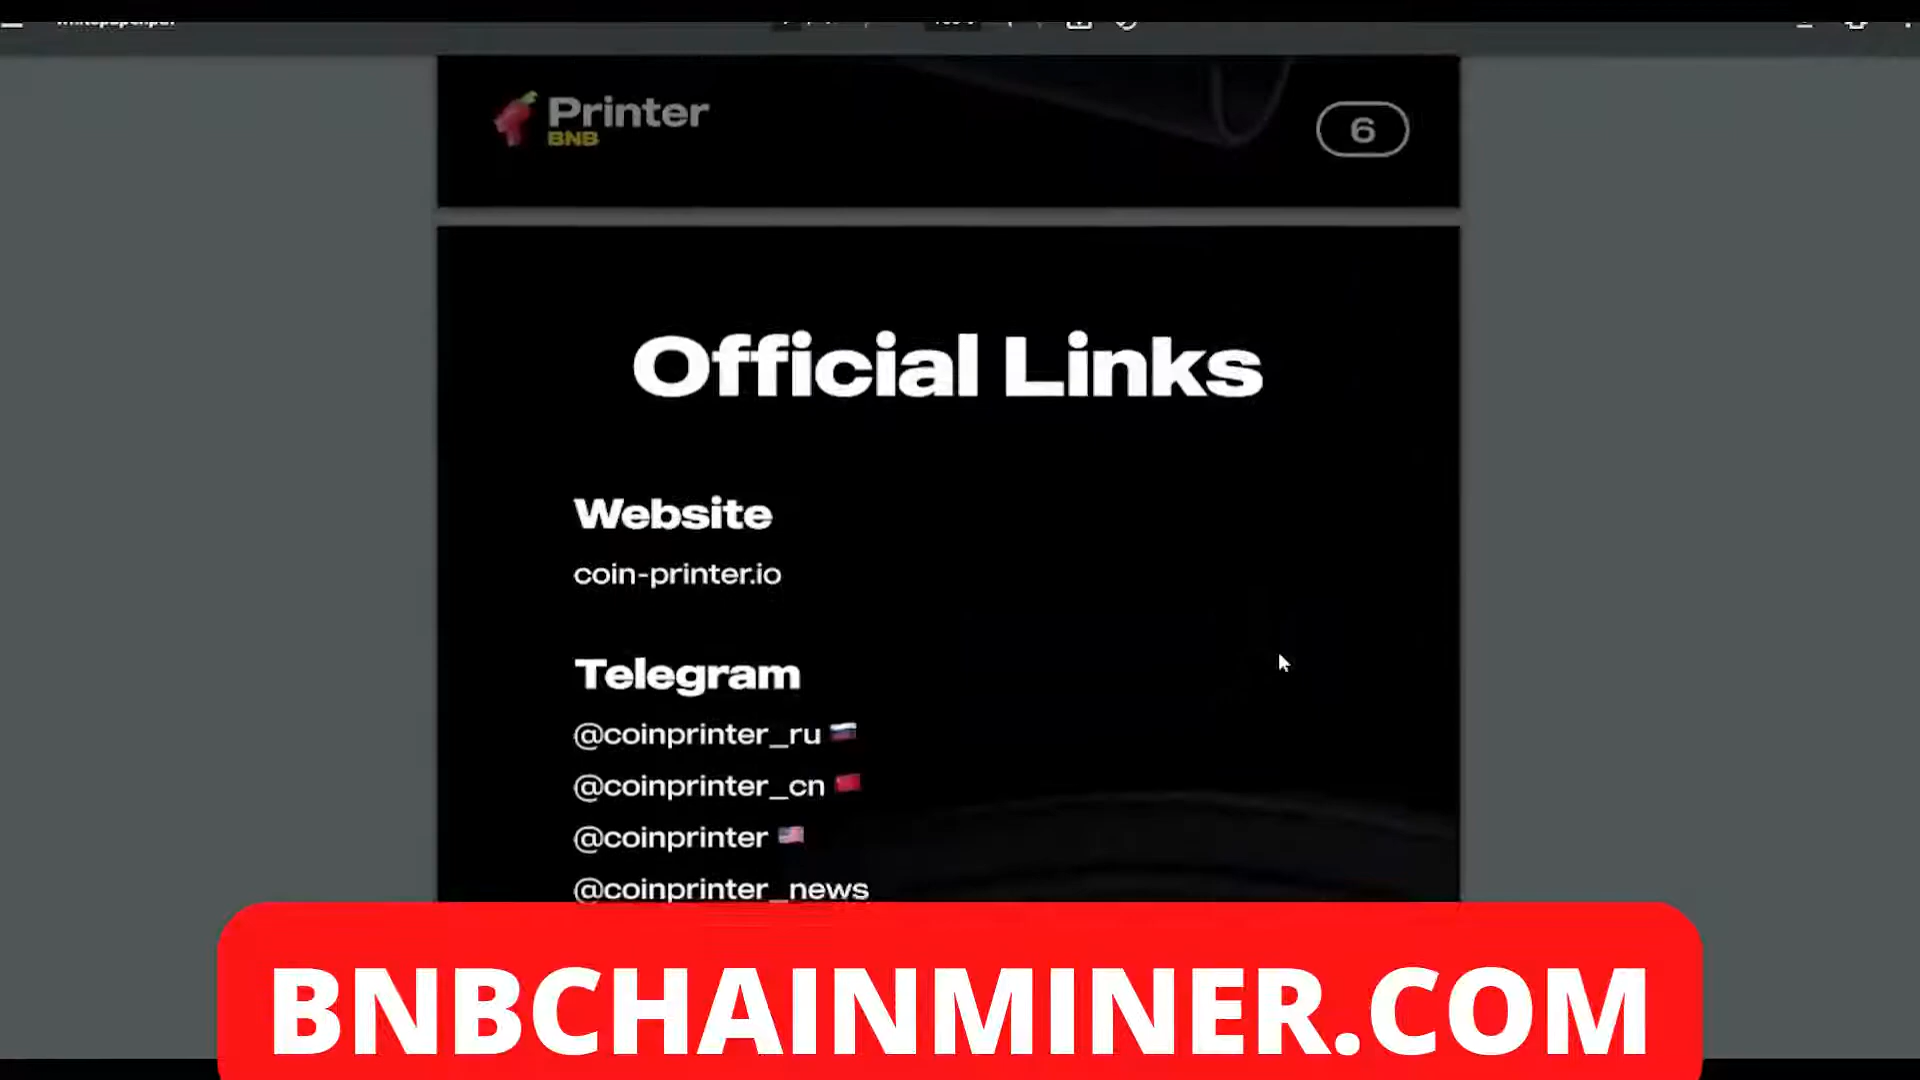 Printer
BNB
6
Official Links
Website
coin-printer.io
Telegram
@coinprinter_ru
@coinprinter_cn
@coinprinter
@coinprinter_news
BNBCHAINMINER.COM